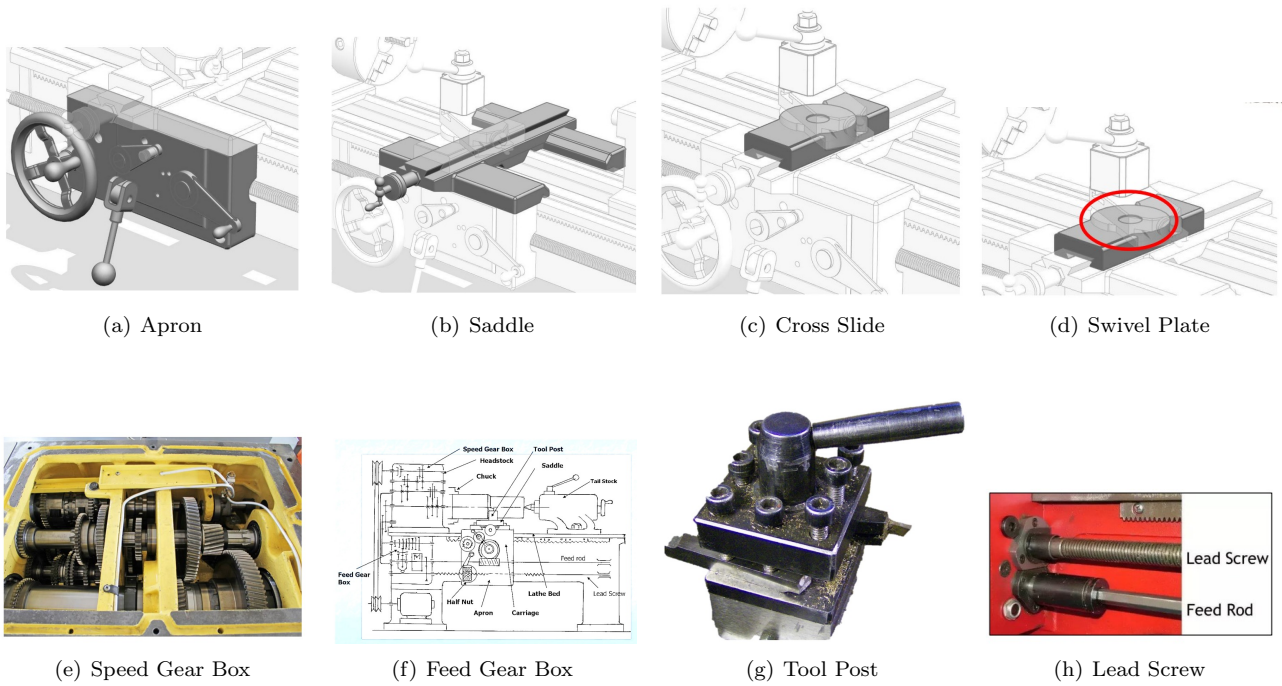 (a) Apron
(b) Saddle
(c) Cross Slide
(d) Swivel Plate
Speed Gear Box
Tool Post
Headstock
Saddle
Chuck
Tail Stock
Feed rod
Feed Gear
Box
Lead Screw
Half Nut
Lathe Bed
Apron
Carriage
Lead Screw
Feed Rod
(e) Speed Gear Box
(f) Feed Gear Box
(g) Tool Post
(h) Lead Screw